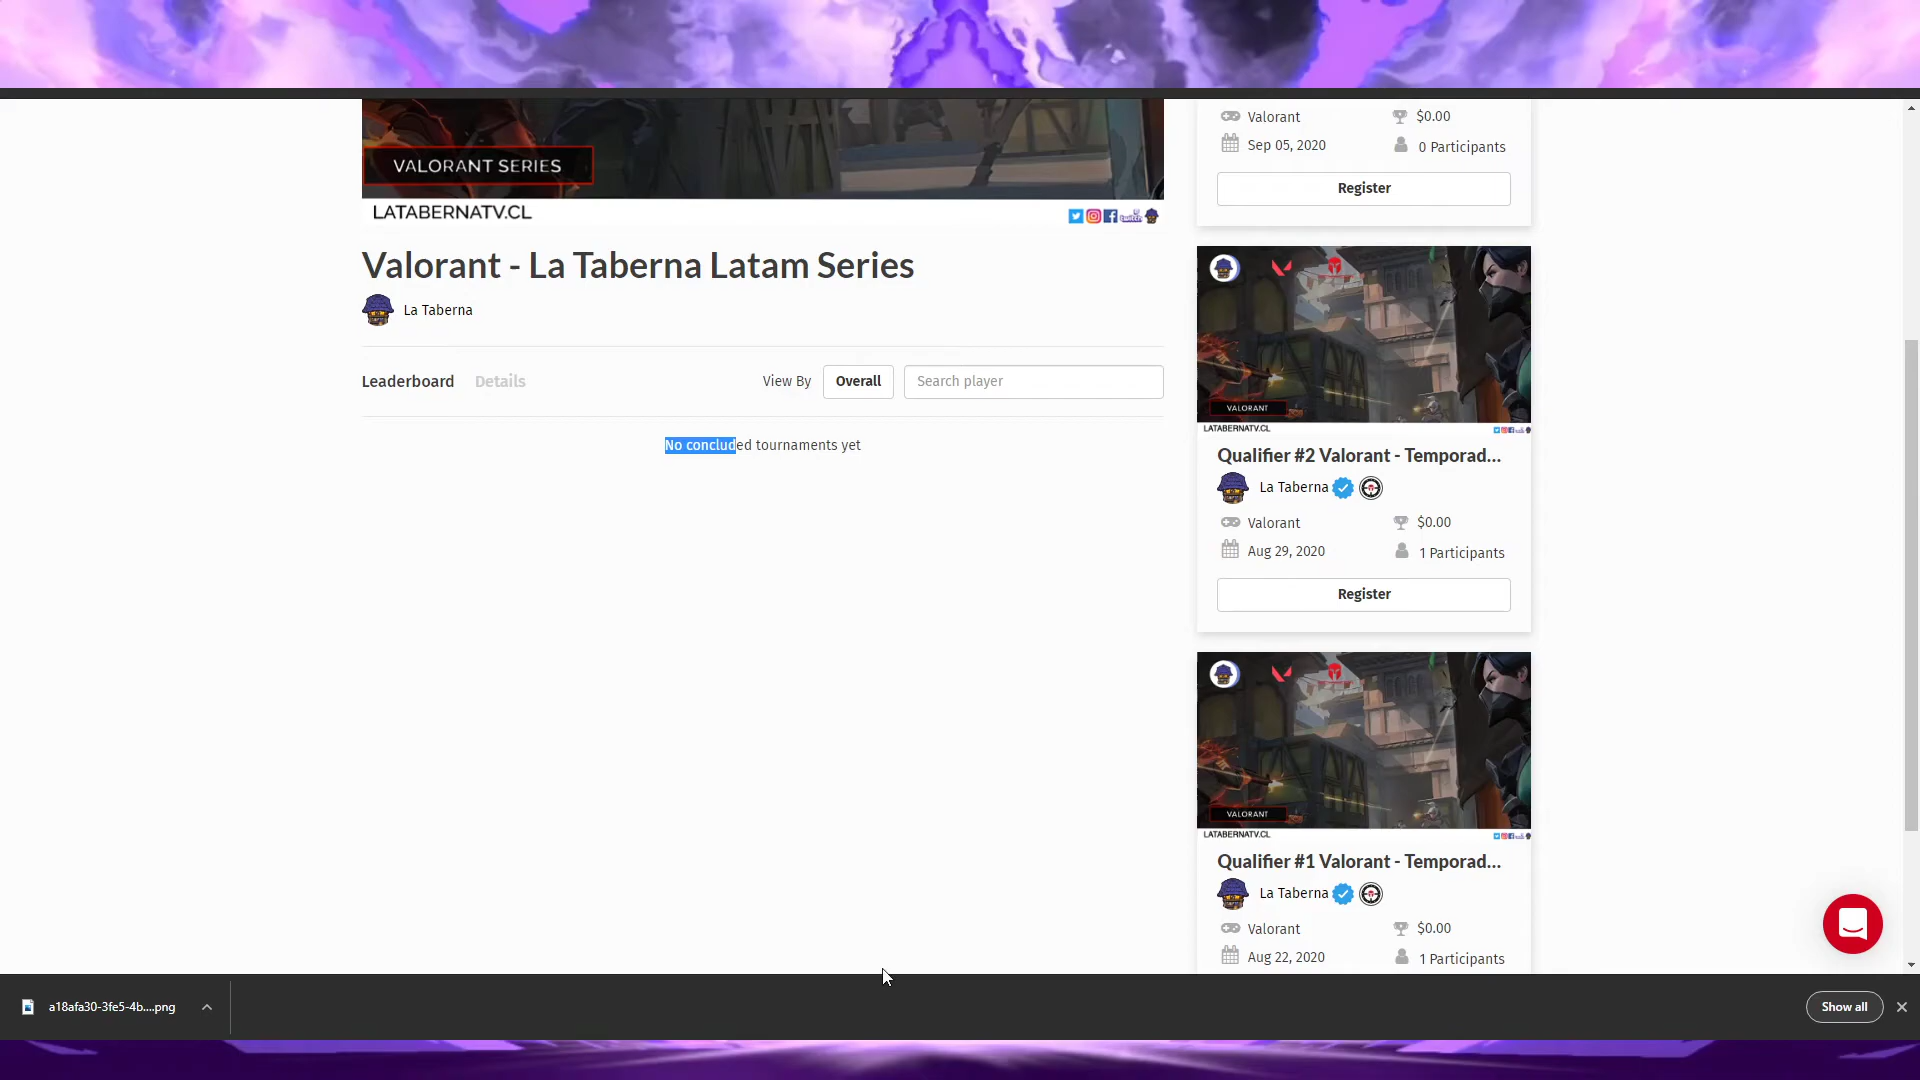 VALORANT SERIES
LATABERNATV.CL
Valorant - La Taberna Latam Series
La Taberna
Leaderboard Details View By Overall Search player
No concluded tournaments yet
Valorant $0.00
Sep 05, 2020 0 Participants
Register
VALORANT
LATABERNATV.CL
Qualifier #2 Valorant - Temporad...
La Taberna
Valorant $0.00
Aug 29, 2020 1 Participants
Register
VALORANT
LATABERNATV.CL
Qualifier #1 Valorant - Temporad...
La Taberna
Valorant $0.00
Aug 22, 2020 1 Participants
a18afa30-3fe5-4b....png Show all